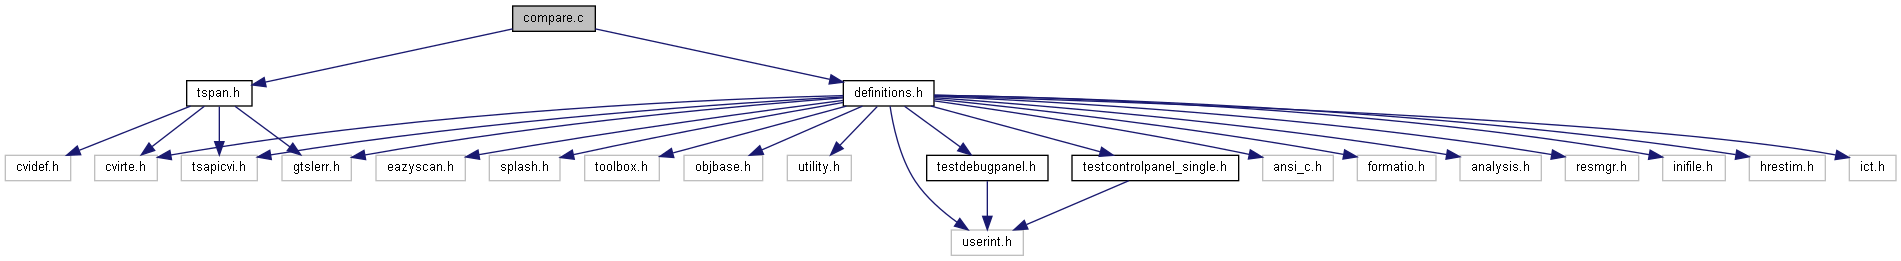 compare.c
tspan.h
definitions.h
cvidef.h
cvirte.h
tsapicvi.h
gtslerr.h
eazyscan.h
splash.h
toolbox.h
objbase.h
utility.h
testdebugpanel.h
testcontrolpanel_single.h
ansi_c.h
formatio.h
analysis.h
resmgr.h
inifile.h
hrestim.h
ict.h
userint.h